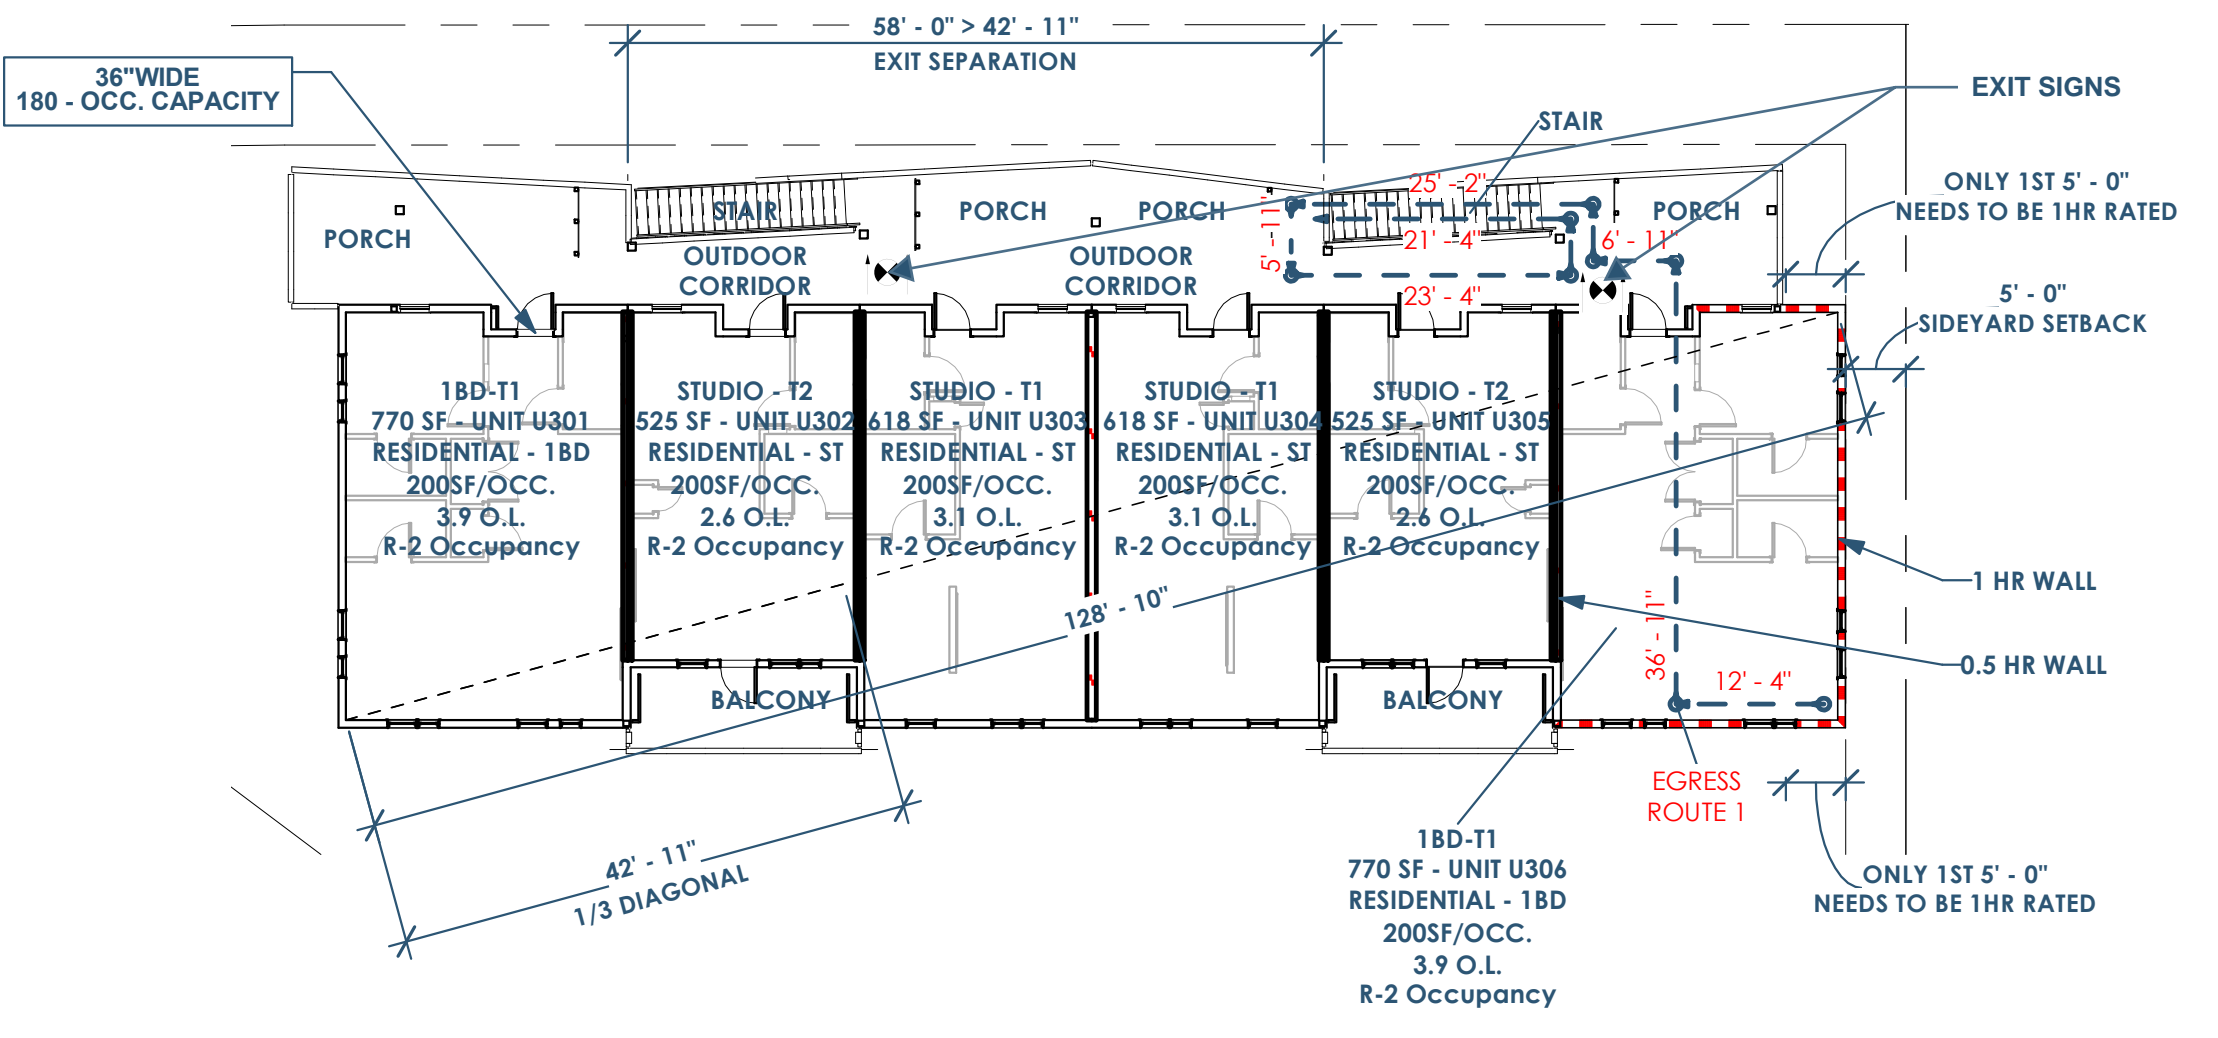 58' - 0" > 42' - 11"
EXIT SEPARATION
36"WIDE
180 - OCC. CAPACITY
EXIT SIGNS
STAIR
ONLY 1ST 5' - 0"
NEEDS TO BE 1HR RATED
25' - 2"
STAIR
PORCH
PORCH
PORCH
PORCH
5' - 11"
21' - 4"
6' - 11"
OUTDOOR
CORRIDOR
OUTDOOR
CORRIDOR
23' - 4"
5' - 0"
SIDEYARD SETBACK
1BD-T1
770 SF - UNIT U301
RESIDENTIAL - 1BD
200SF/OCC.
3.9 O.L.
R-2 Occupancy
STUDIO - T2
525 SF - UNIT U302
RESIDENTIAL - ST
200SF/OCC.
2.6 O.L.
R-2 Occupancy
STUDIO - T1
618 SF - UNIT U303
RESIDENTIAL - ST
200SF/OCC.
3.1 O.L.
R-2 Occupancy
STUDIO - T1
618 SF - UNIT U304
RESIDENTIAL - ST
200SF/OCC.
3.1 O.L.
R-2 Occupancy
STUDIO - T2
525 SF - UNIT U305
RESIDENTIAL - ST
200SF/OCC.
2.6 O.L.
R-2 Occupancy
1 HR WALL
128' - 10"
36' - 11"
0.5 HR WALL
12' - 4"
BALCONY
BALCONY
EGRESS
ROUTE 1
42' - 11"
1/3 DIAGONAL
1BD-T1
770 SF - UNIT U306
RESIDENTIAL - 1BD
200SF/OCC.
3.9 O.L.
R-2 Occupancy
ONLY 1ST 5' - 0"
NEEDS TO BE 1HR RATED